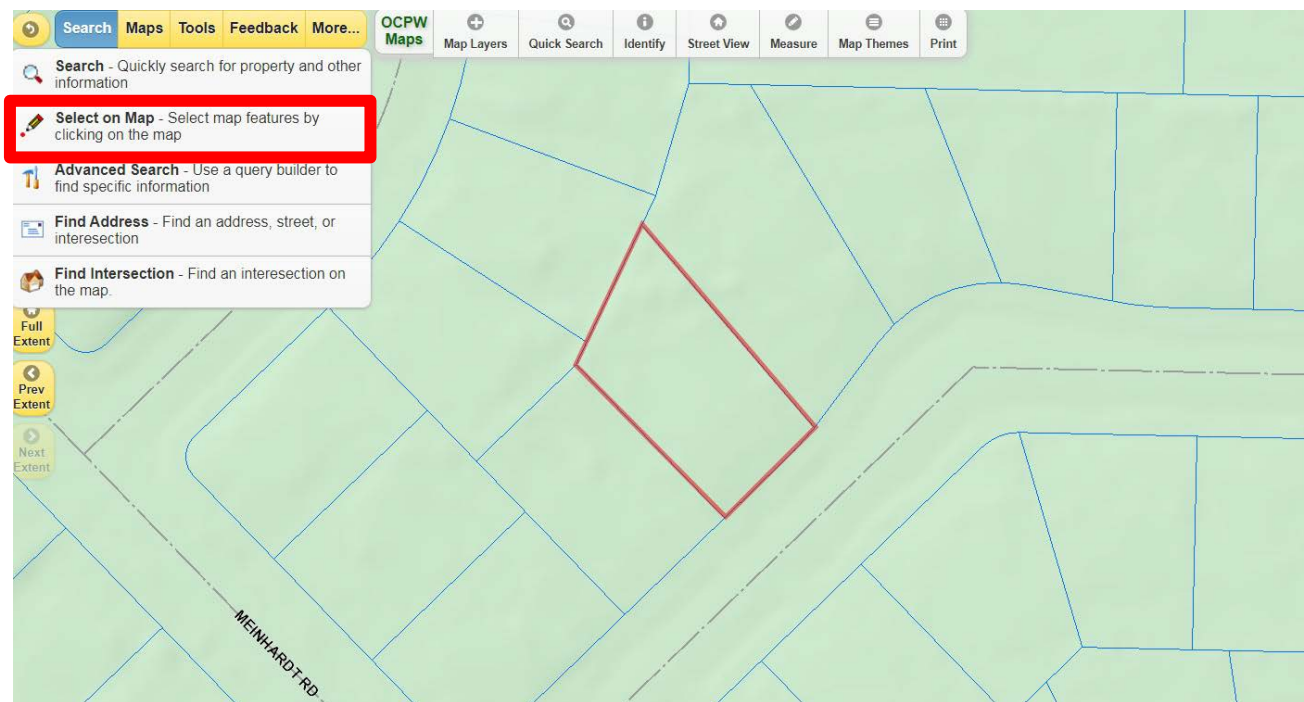 Search Maps Tools Feedback More...
OCPW Maps
Map Layers Quick Search Identify Street View Measure Map Themes Print
Search - Quickly search for property and other
information
Select on Map - Select map features by
clicking on the map
Advanced Search - Use a query builder to
find specific information
Find Address - Find an address, street, or
interesection
Find Intersection - Find an interesection on
the map.
Full
Extent
Prev
Extent
Next
Extent
MEINHARDT RD